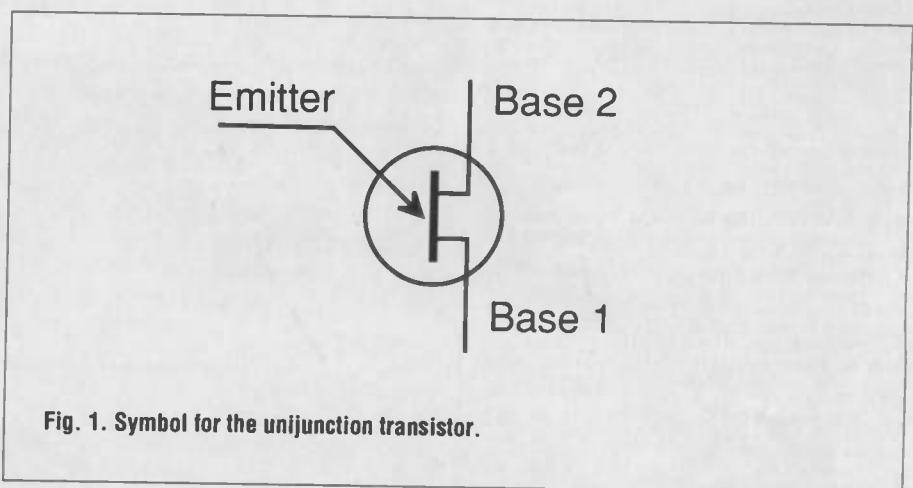 Emitter
Base 2
Base 1
Fig. 1. Symbol for the unijunction transistor.